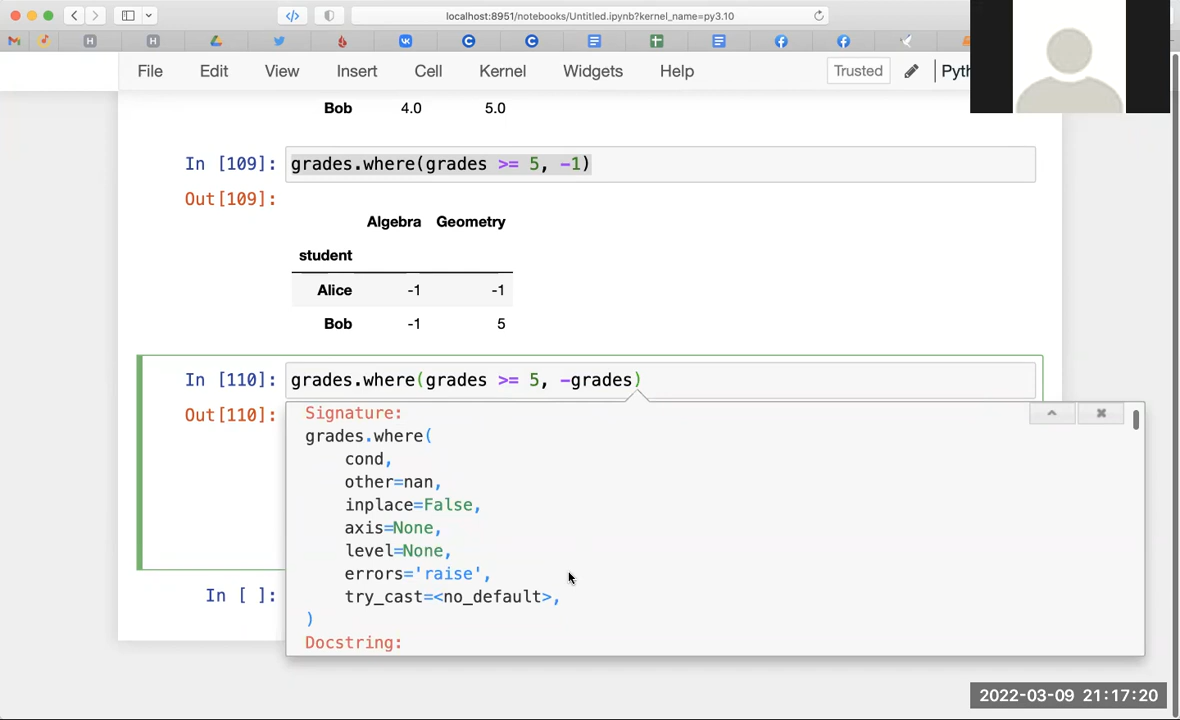 localhost:8951/notebooks/Untitled.ipynb?kernel_name=py3.10
File Edit View Insert Cell Kernel Widgets Help Trusted Pyth
Bob 4.0 5.0
In [109]: grades.where(grades >= 5, -1)
Out[109]:
Algebra Geometry
student
Alice -1 -1
Bob -1 5
In [110]: grades.where(grades >= 5, -grades)
Out[110]:
Signature:
grades.where(
cond,
other=nan,
inplace=False,
axis=None,
level=None,
errors='raise',
try_cast=<no_default>,
)
Docstring:
In [ ]:
2022-03-09 21:17:20